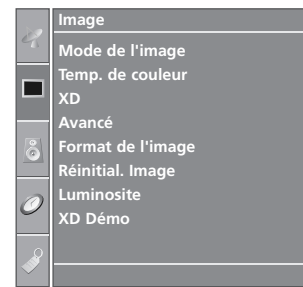 Image
Mode de l'image
Temp. de couleur
XD
Avancé
Format de l'image
Réinitial. Image
Luminosite
XD Démo